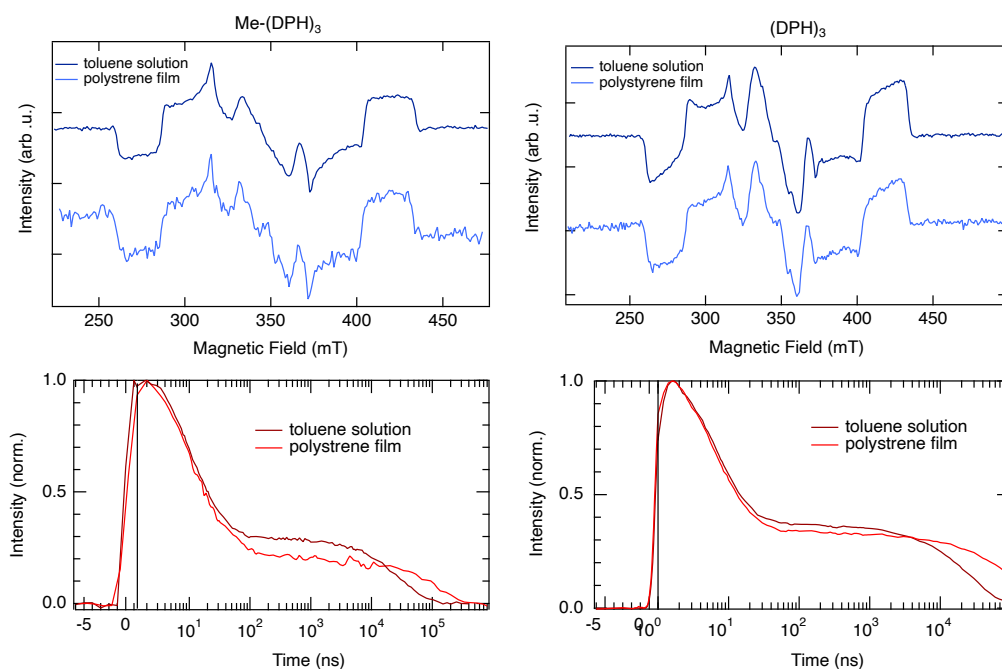 Me-(DPH)3
toluene solution
polystrene film
Intensity (arb .u.)
250 300 350 400 450
Magnetic Field (mT)
(DPH)3
toluene solution
polystyrene film
Intensity (arb .u.)
250 300 350 400 450
Magnetic Field (mT)
1.0
0.5
0.0
Intensity (norm.)
toluene solution
polystrene film
-5 0 10^1 10^2 10^3 10^4 10^5
Time (ns)
1.0
0.5
0.0
Intensity (norm.)
toluene solution
polystrene film
-5 0 10^0 10^1 10^2 10^3 10^4
Time (ns)